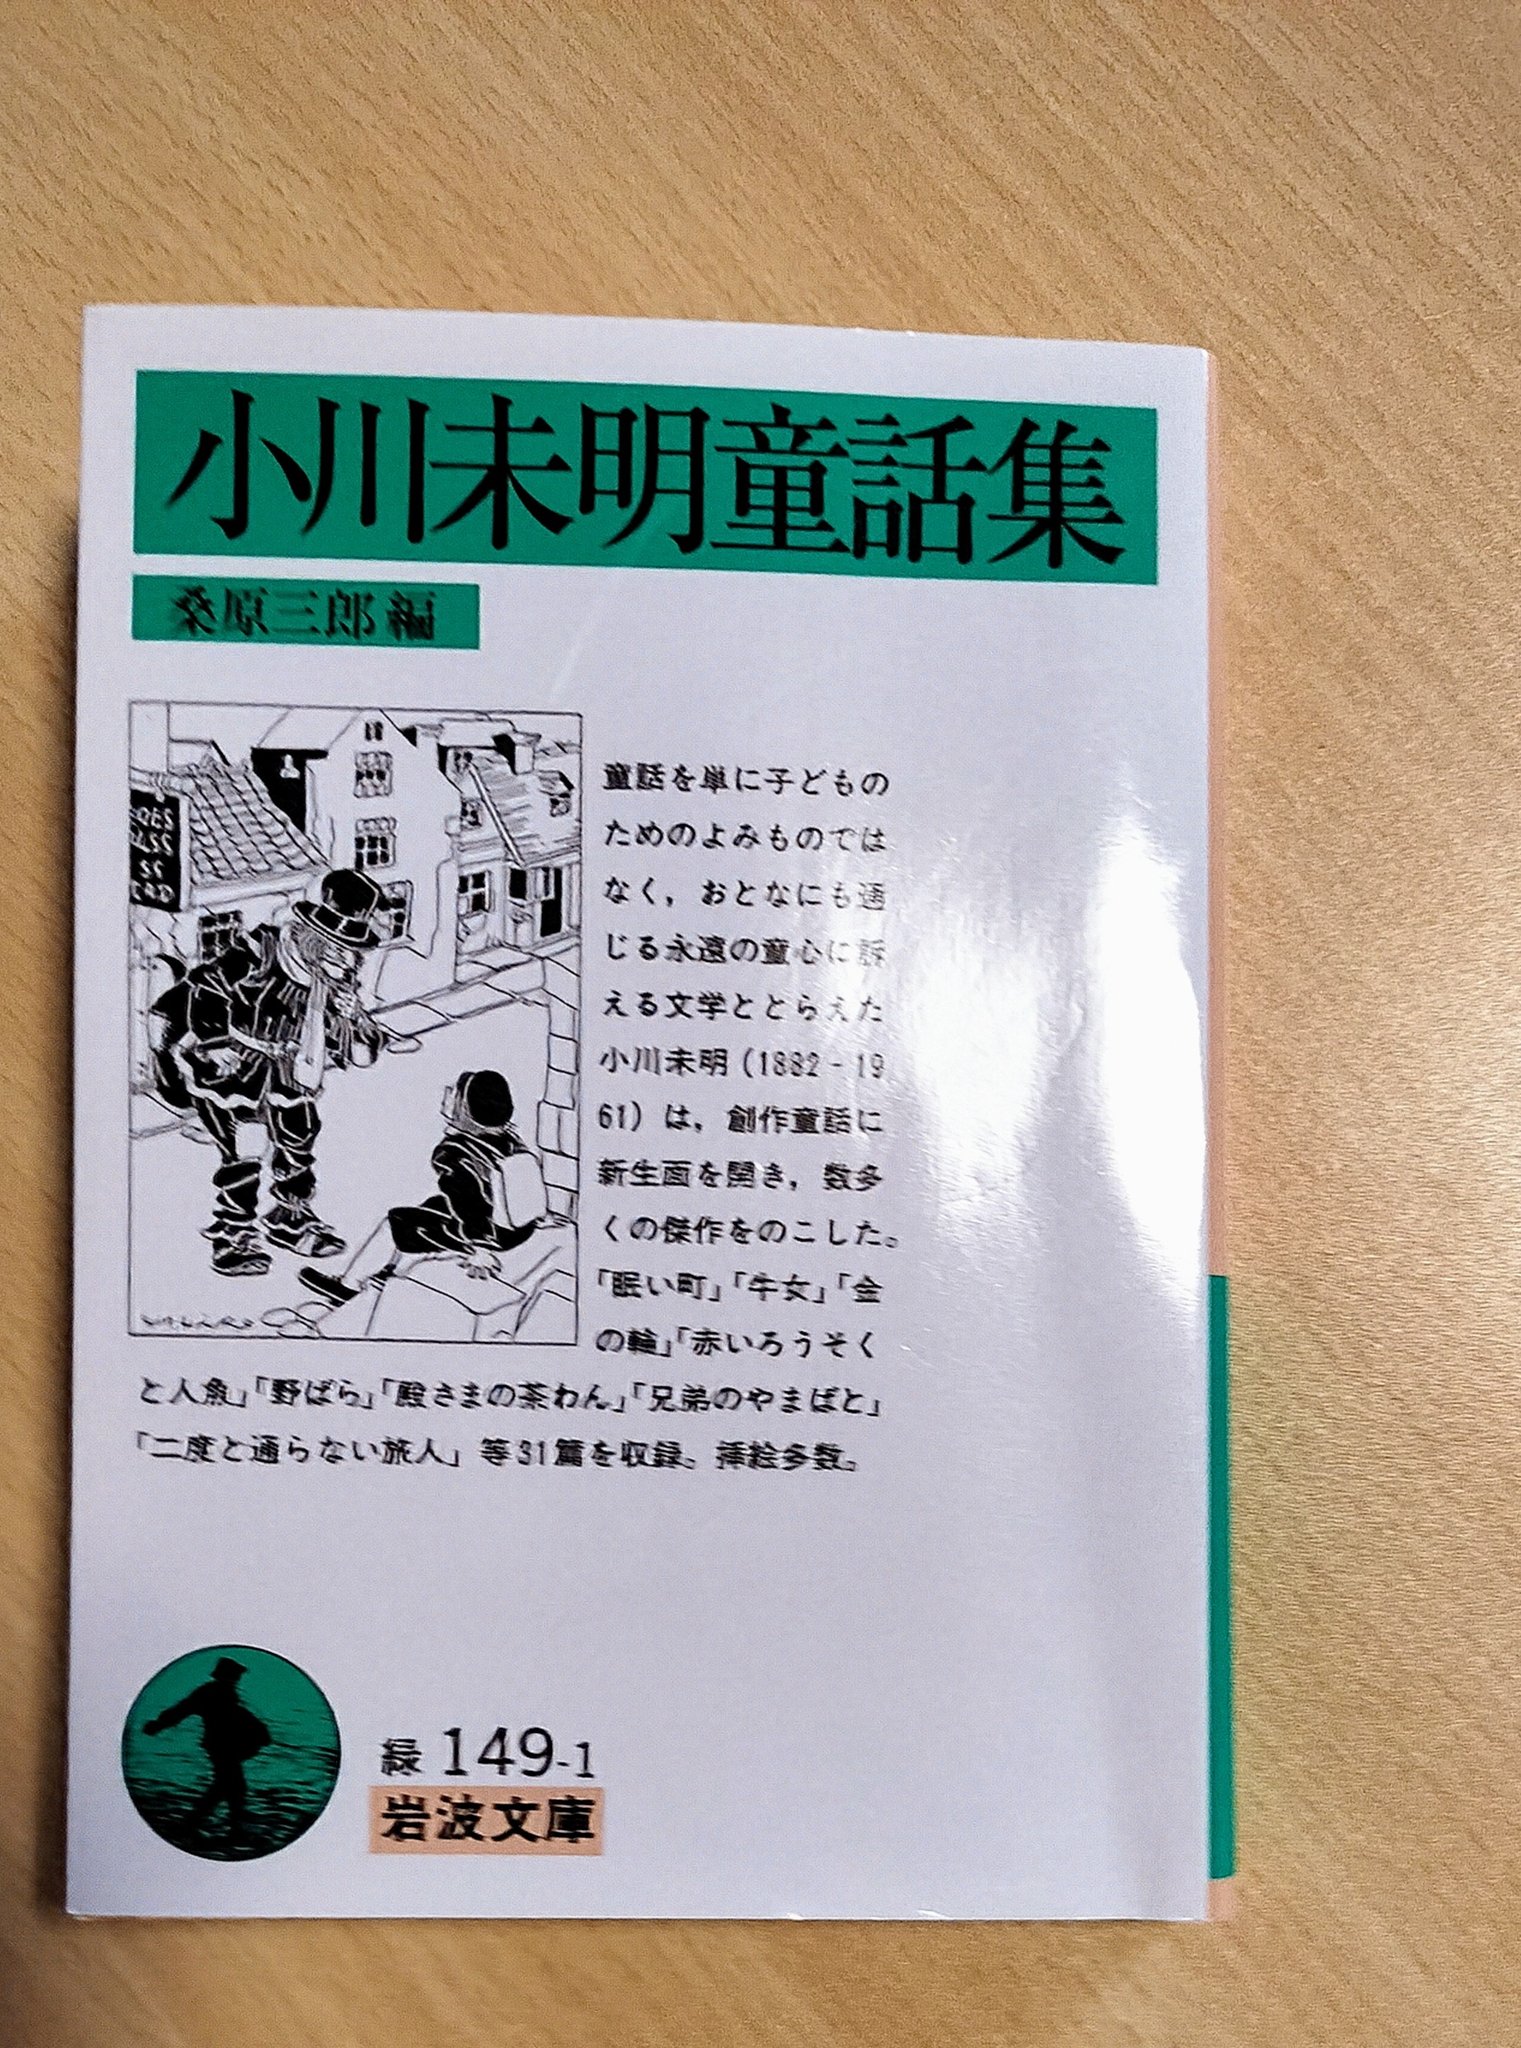 小川未明童話集
桑原三郎編
童話を単に子どもの
ためのよみものでは
なく，おとなにも通
じる永遠の童心に訴
える文学ととらえた
小川未明（1882‐19
61）は，創作童話に
新生面を開き，数多
くの傑作をのこした。
「眠い町」「牛女」「金
の輪」「赤いろうそく
と人魚」「野ばら」「殿さまの茶わん」「兄弟のやまばと」
「二度と通らない旅人」等31篇を収録。挿絵多数。
緑 149-1
岩波文庫